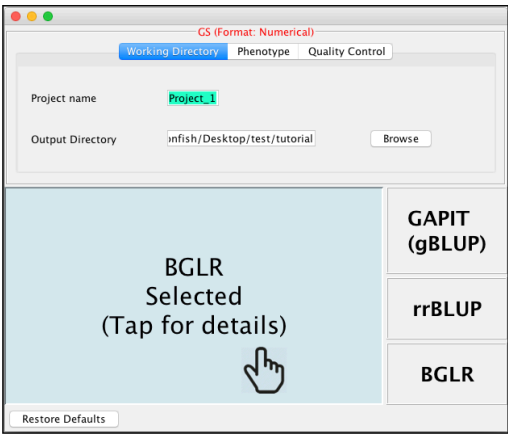 GS (Format: Numerical)
Working Directory Phenotype Quality Control
Project name Project_1
Output Directory onfish/Desktop/test/tutorial Browse
BGLR
Selected
(Tap for details)
GAPIT
(gBLUP)
rrBLUP
BGLR
Restore Defaults